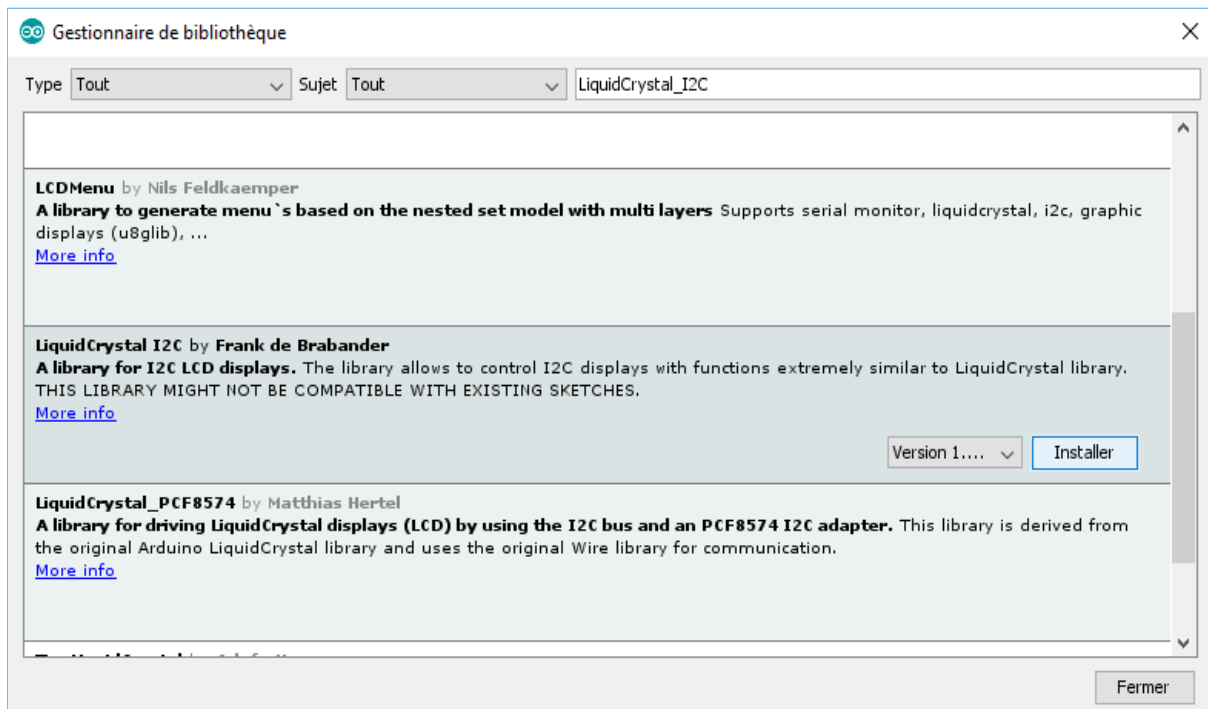 Gestionnaire de bibliothèque
Type Tout Sujet Tout LiquidCrystal_I2C
LCDMenu by Nils Feldkaemper
A library to generate menu`s based on the nested set model with multi layers Supports serial monitor, liquidcrystal, i2c, graphic
displays (u8glib), ...
More info
LiquidCrystal I2C by Frank de Brabander
A library for I2C LCD displays. The library allows to control I2C displays with functions extremely similar to LiquidCrystal library.
THIS LIBRARY MIGHT NOT BE COMPATIBLE WITH EXISTING SKETCHES.
More info
Version 1.... Installer
LiquidCrystal_PCF8574 by Matthias Hertel
A library for driving LiquidCrystal displays (LCD) by using the I2C bus and an PCF8574 I2C adapter. This library is derived from
the original Arduino LiquidCrystal library and uses the original Wire library for communication.
More info
Fermer